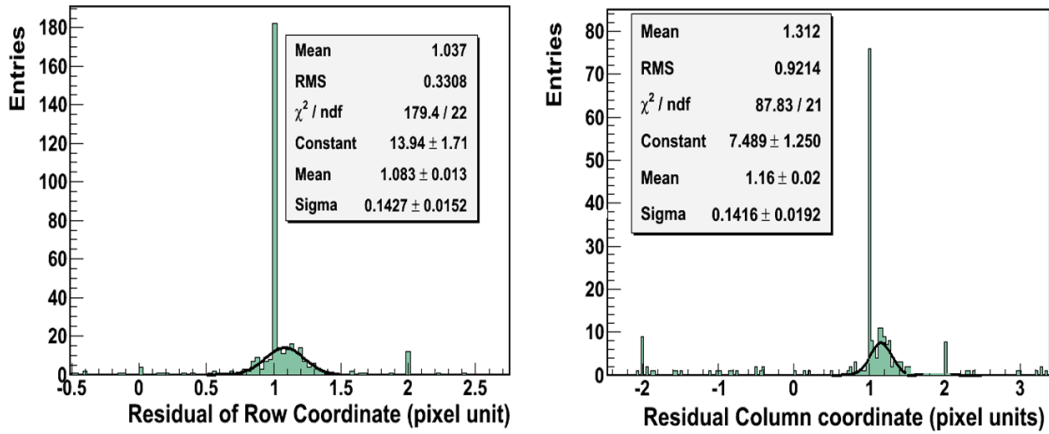 Entries
180
160
140
120
100
80
60
40
20
0
-0.5 0 0.5 1 1.5 2 2.5
Residual of Row Coordinate (pixel unit)
Mean 1.037
RMS 0.3308
χ² / ndf 179.4 / 22
Constant 13.94 ± 1.71
Mean 1.083 ± 0.013
Sigma 0.1427 ± 0.0152
Entries
80
70
60
50
40
30
20
10
0
-2 -1 0 1 2 3
Residual Column coordinate (pixel units)
Mean 1.312
RMS 0.9214
χ² / ndf 87.83 / 21
Constant 7.489 ± 1.250
Mean 1.16 ± 0.02
Sigma 0.1416 ± 0.0192